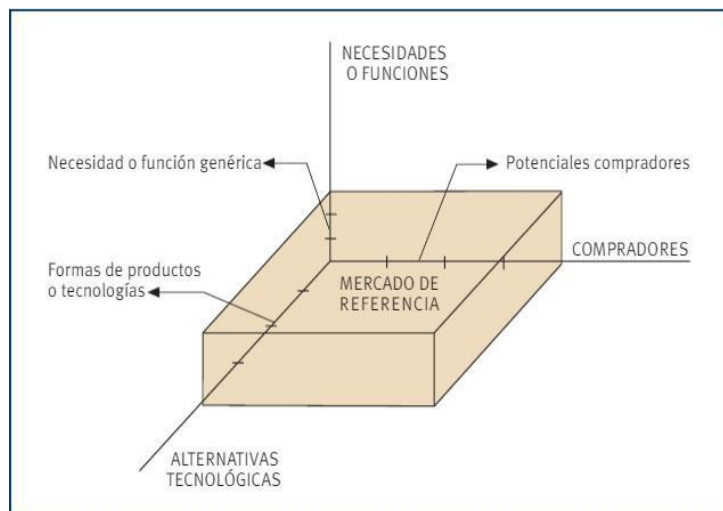 NECESIDADES
O FUNCIONES
Necesidad o función genérica
Potenciales compradores
Formas de productos
o tecnologías
COMPRADORES
MERCADO DE
REFERENCIA
ALTERNATIVAS
TECNOLÓGICAS